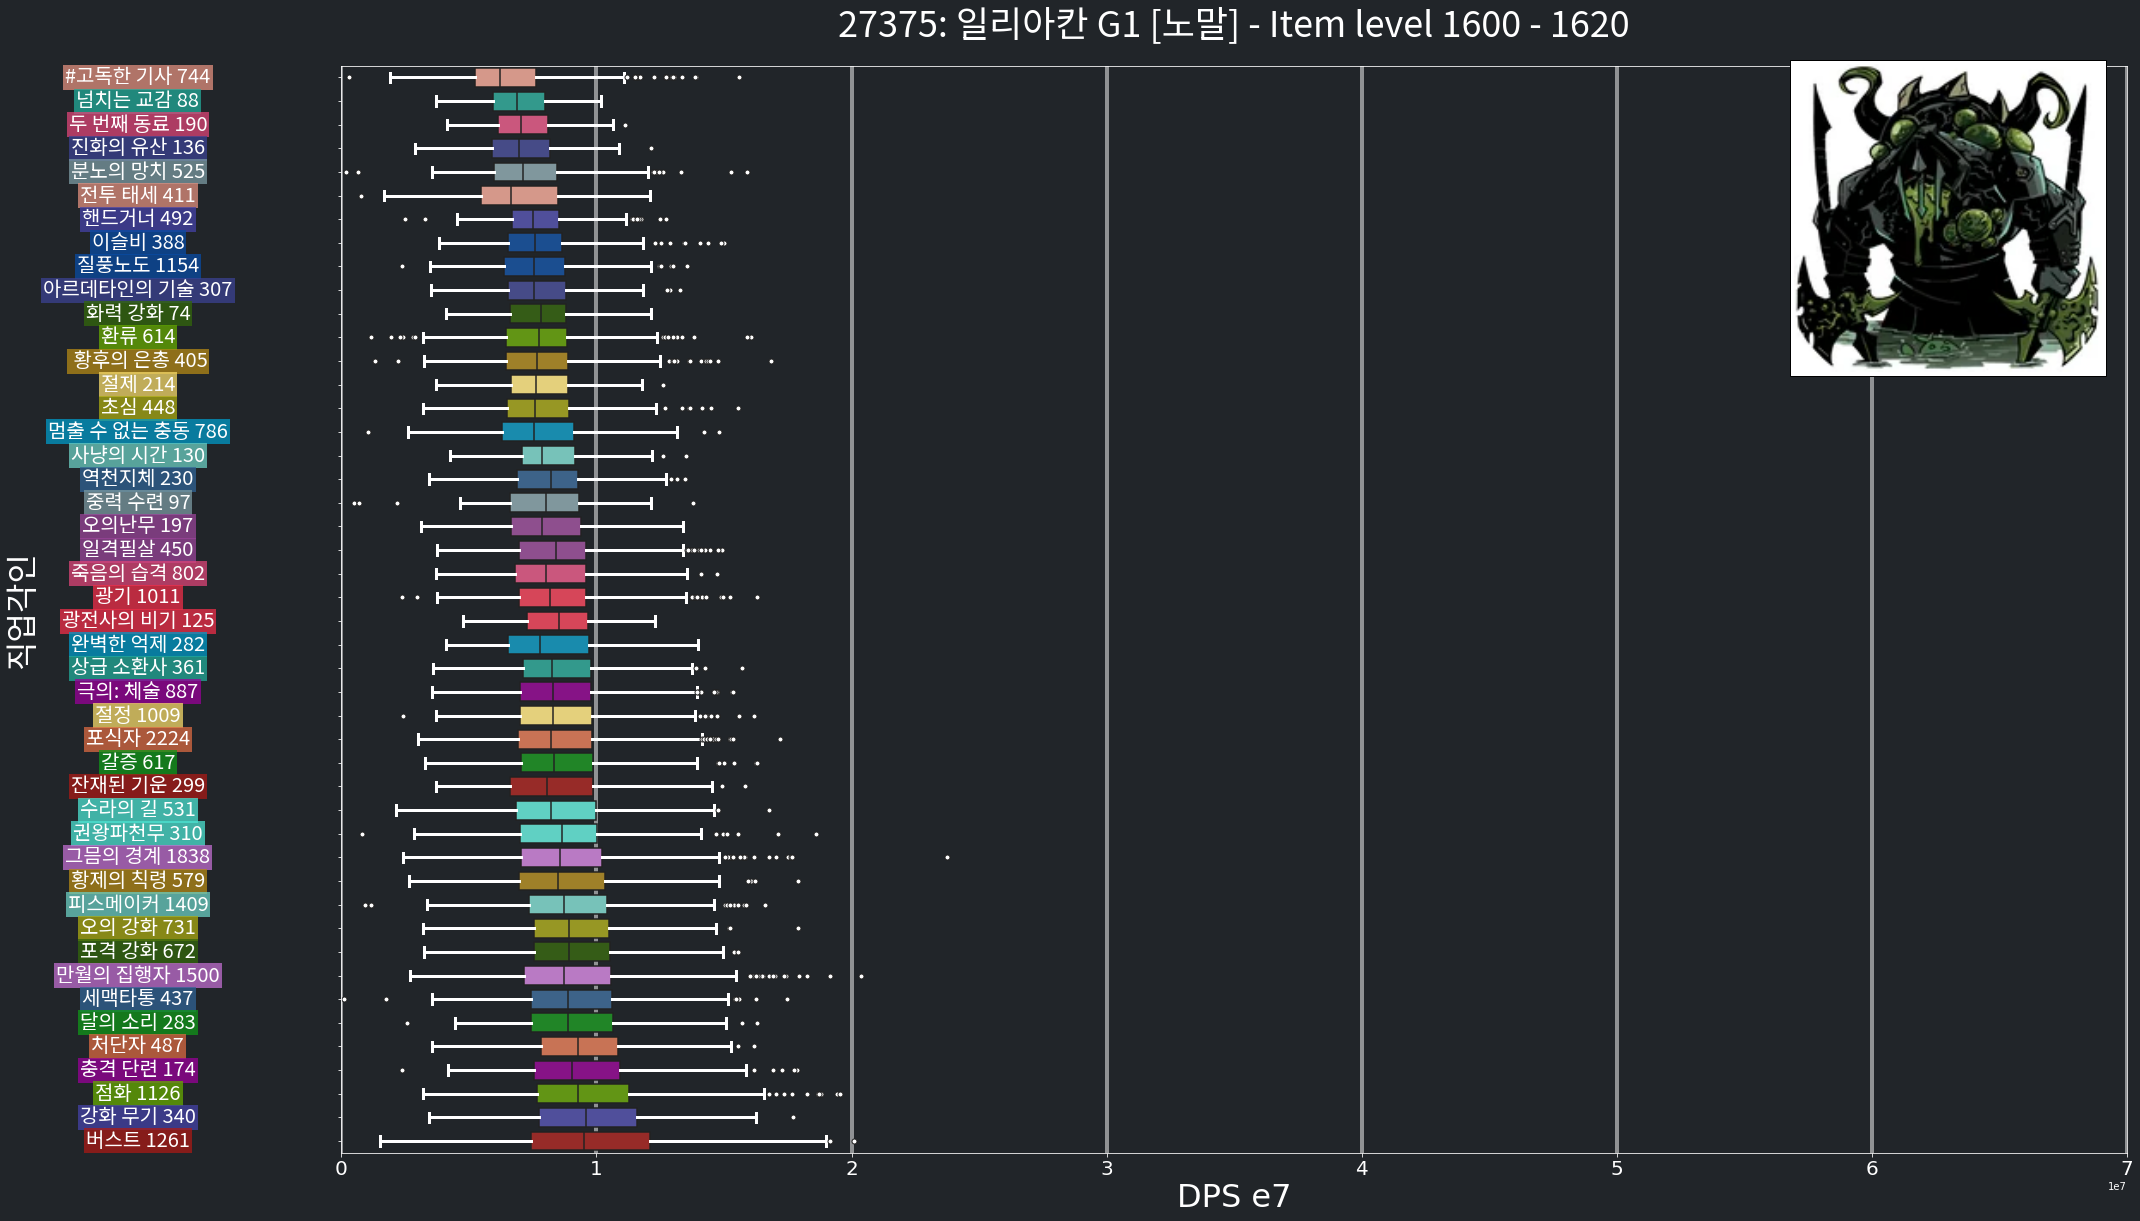 27375: 일리아칸 G1 [노말] - Item level 1600 - 1620
#고독한 기사 744
넘치는 교감 88
두 번째 동료 190
진화의 유산 136
분노의 망치 525
전투 태세 411
핸드거너 492
이슬비 388
질풍노도 1154
아르데타인의 기술 307
화력 강화 74
환류 614
황후의 은총 405
절제 214
초심 448
멈출 수 없는 충동 786
사냥의 시간 130
역천지체 230
중력 수련 97
오의난무 197
일격필살 450
죽음의 습격 802
광기 1011
광전사의 비기 125
완벽한 억제 282
상급 소환사 361
극의: 체술 887
절정 1009
포식자 2224
갈증 617
잔재된 기운 299
수라의 길 531
권왕파천무 310
그믐의 경계 1838
황제의 칙령 579
피스메이커 1409
오의 강화 731
포격 강화 672
만월의 집행자 1500
세맥타통 437
달의 소리 283
처단자 487
충격 단련 174
점화 1126
강화 무기 340
버스트 1261
직업각인
0 1 2 3 4 5 6 7
1e7
DPS e7